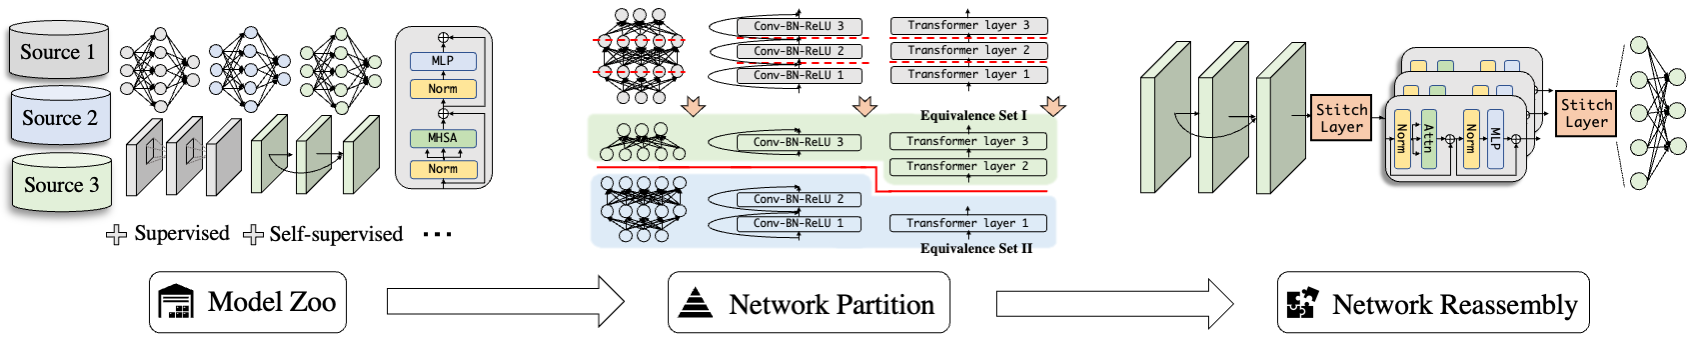 Source 1
Source 2
Source 3
MLP
Norm
MHSA
Norm
Supervised
Self-supervised
...
Conv-BN-ReLU 3
Conv-BN-ReLU 2
Conv-BN-ReLU 1
Transformer layer 3
Transformer layer 2
Transformer layer 1
Equivalence Set I
Conv-BN-ReLU 3
Transformer layer 3
Transformer layer 2
Conv-BN-ReLU 2
Conv-BN-ReLU 1
Transformer layer 1
Equivalence Set II
Stitch
Layer
Norm
Attn
Norm
MLP
Stitch
Layer
Model Zoo
Network Partition
Network Reassembly